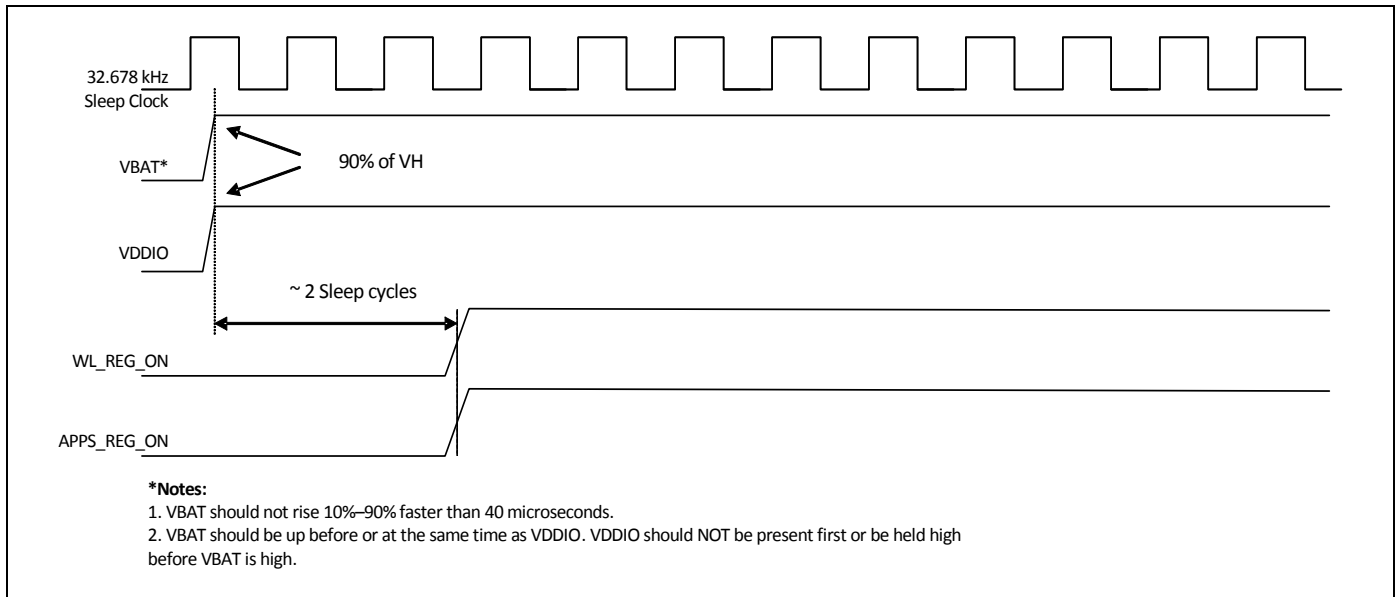 32.678 kHz
Sleep Clock
VBAT*
90% of VH
VDDIO
~ 2 Sleep cycles
WL_REG_ON
APPS_REG_ON
*Notes:
1. VBAT should not rise 10%–90% faster than 40 microseconds.
2. VBAT should be up before or at the same time as VDDIO. VDDIO should NOT be present first or be held high
before VBAT is high.